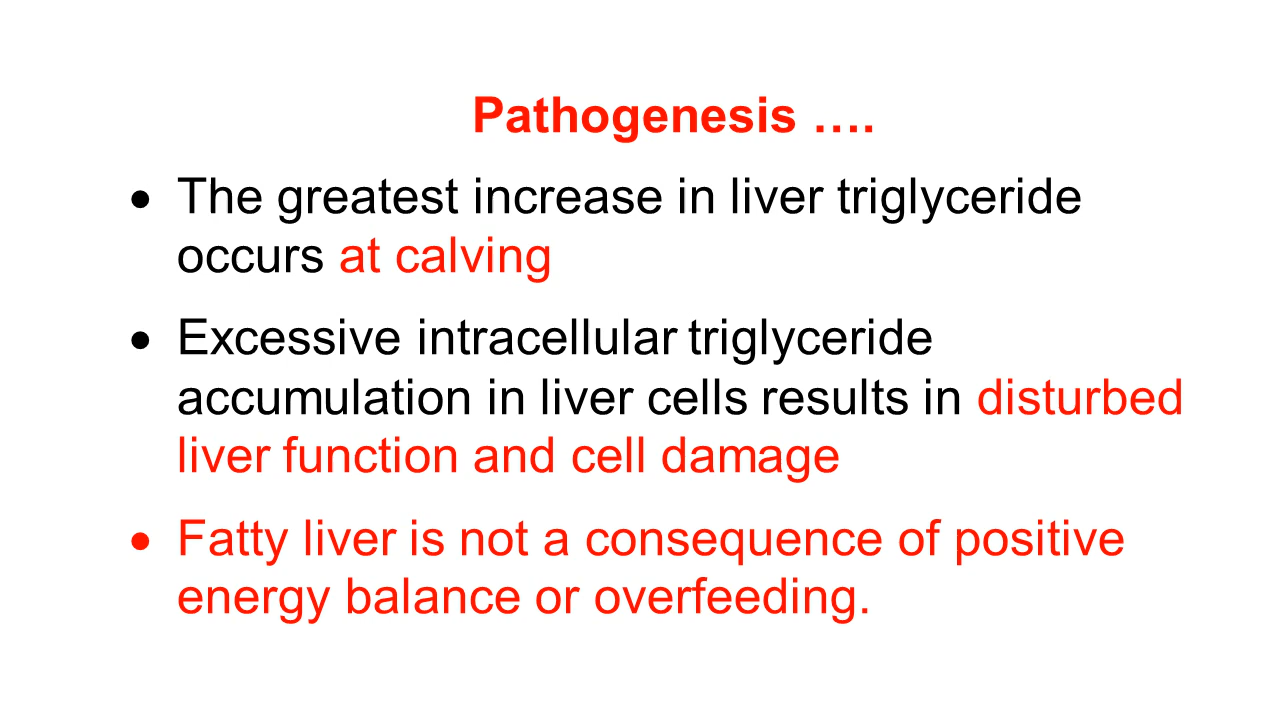 Pathogenesis ….
• The greatest increase in liver triglyceride
occurs at calving
• Excessive intracellular triglyceride
accumulation in liver cells results in disturbed
liver function and cell damage
• Fatty liver is not a consequence of positive
energy balance or overfeeding.